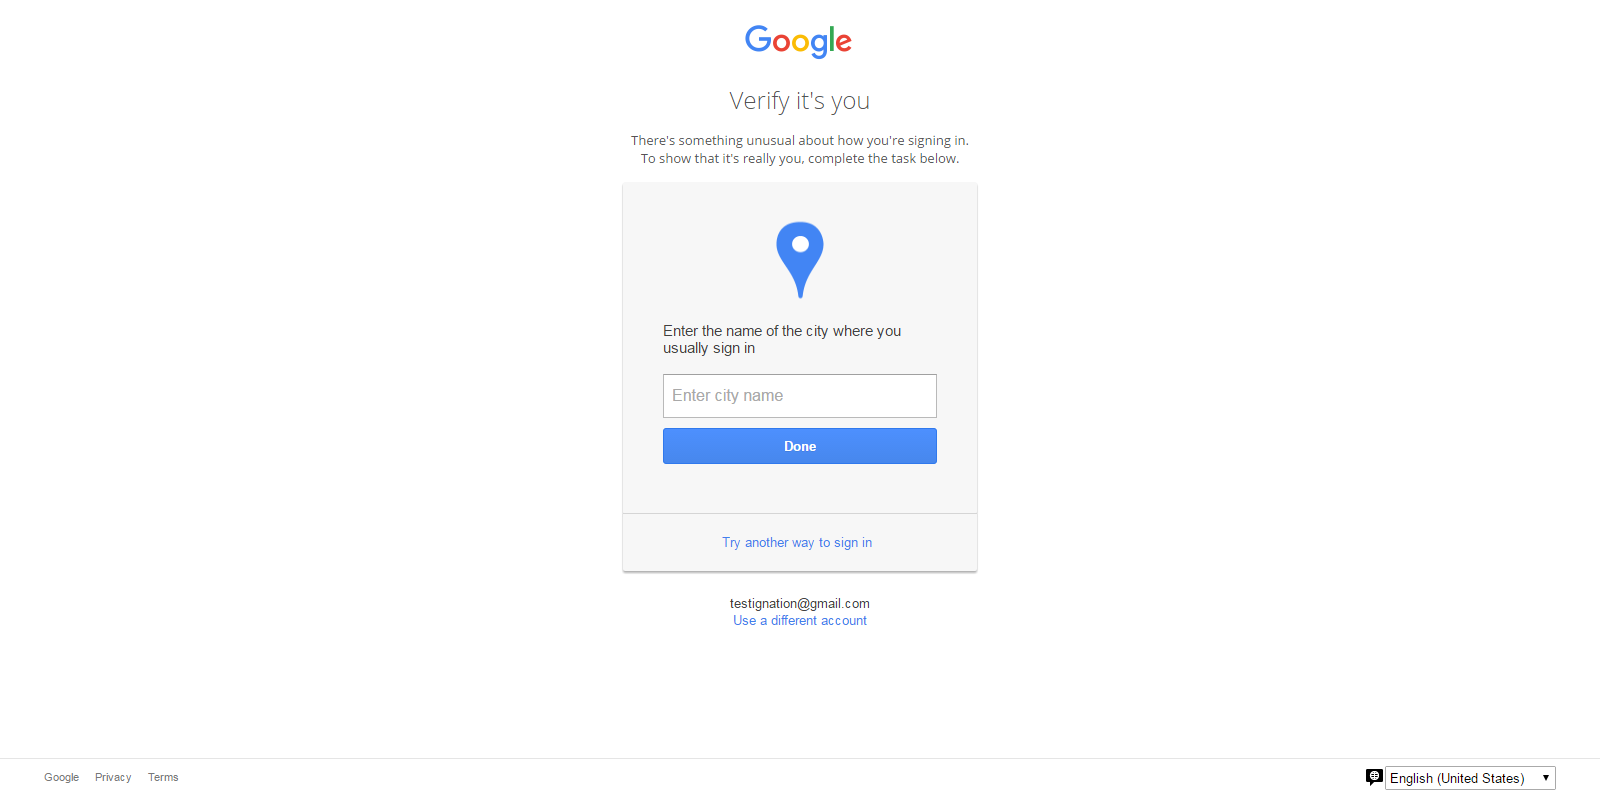 Google
Verify it's you
There's something unusual about how you're signing in.
To show that it's really you, complete the task below.
Enter the name of the city where you
usually sign in
Enter city name
Done
Try another way to sign in
testignation@gmail.com
Use a different account
Google Privacy Terms
English (United States)